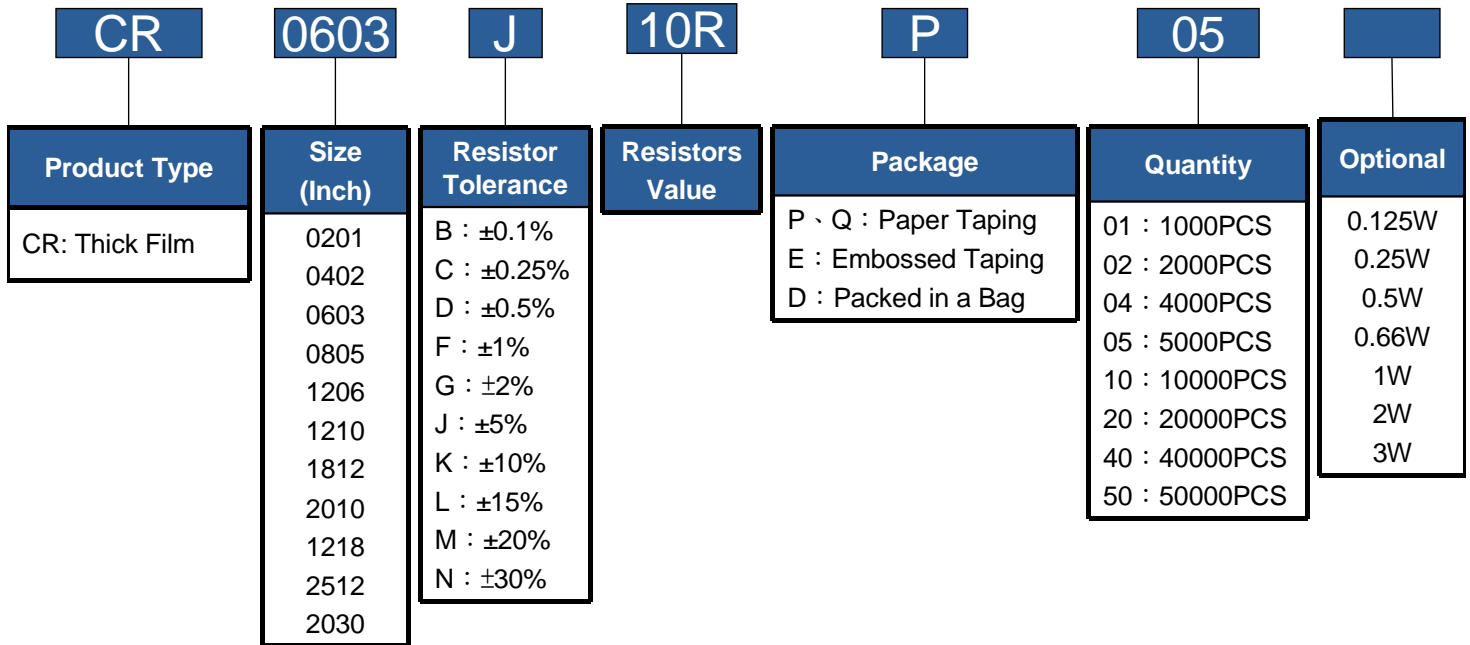 CR 0603 J 10R P 05
Product Type
CR: Thick Film
Size
(Inch)
0201
0402
0603
0805
1206
1210
1812
2010
1218
2512
2030
Resistor
Tolerance
B：±0.1%
C：±0.25%
D：±0.5%
F：±1%
G：±2%
J：±5%
K：±10%
L：±15%
M：±20%
N：±30%
Resistors
Value
Package
P、Q：Paper Taping
E：Embossed Taping
D：Packed in a Bag
Quantity
01：1000PCS
02：2000PCS
04：4000PCS
05：5000PCS
10：10000PCS
20：20000PCS
40：40000PCS
50：50000PCS
Optional
0.125W
0.25W
0.5W
0.66W
1W
2W
3W